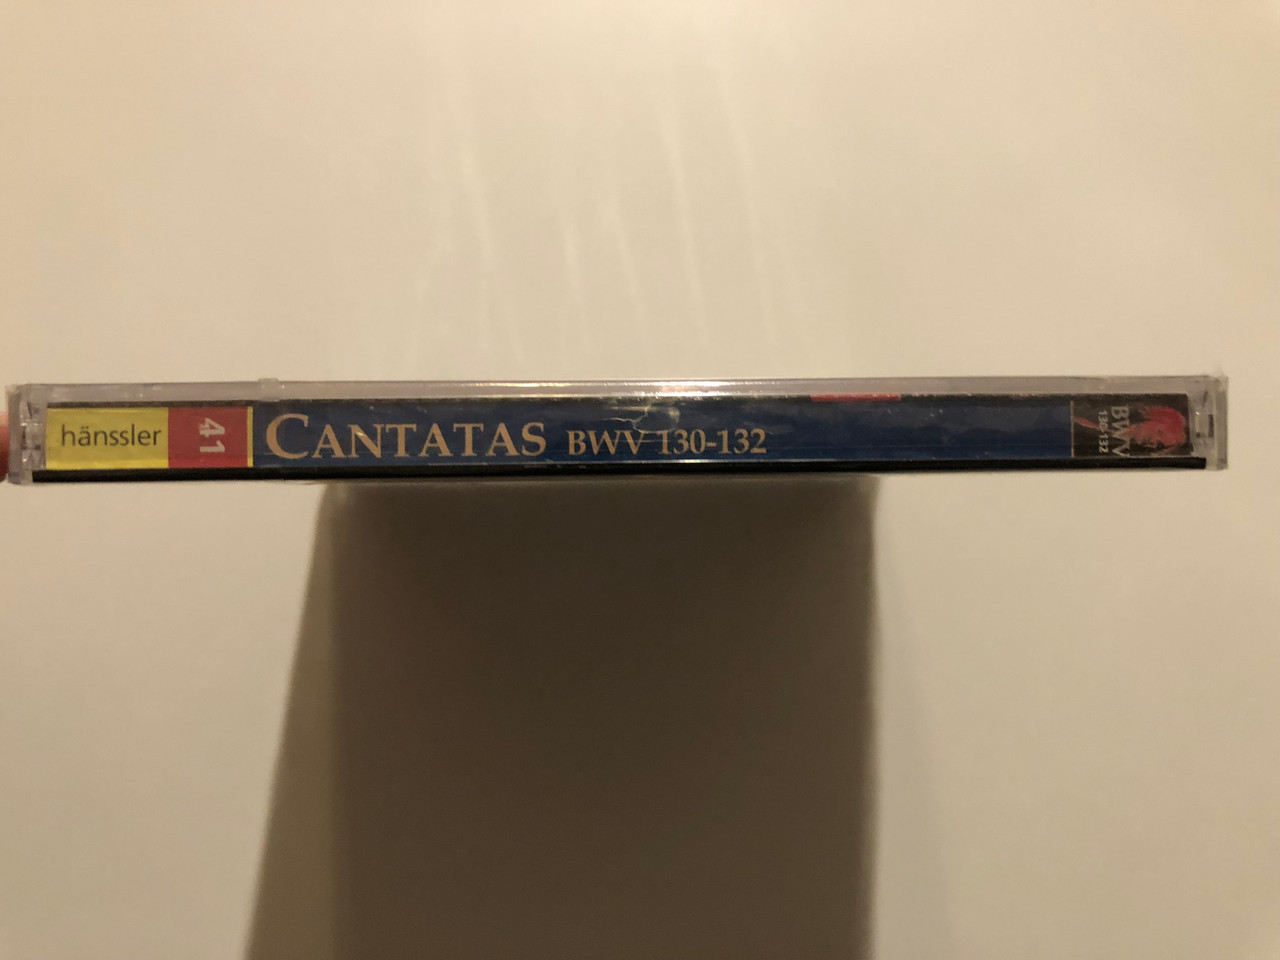 hänssler
41
CANTATAS BWV 130-132
BWV
130-132